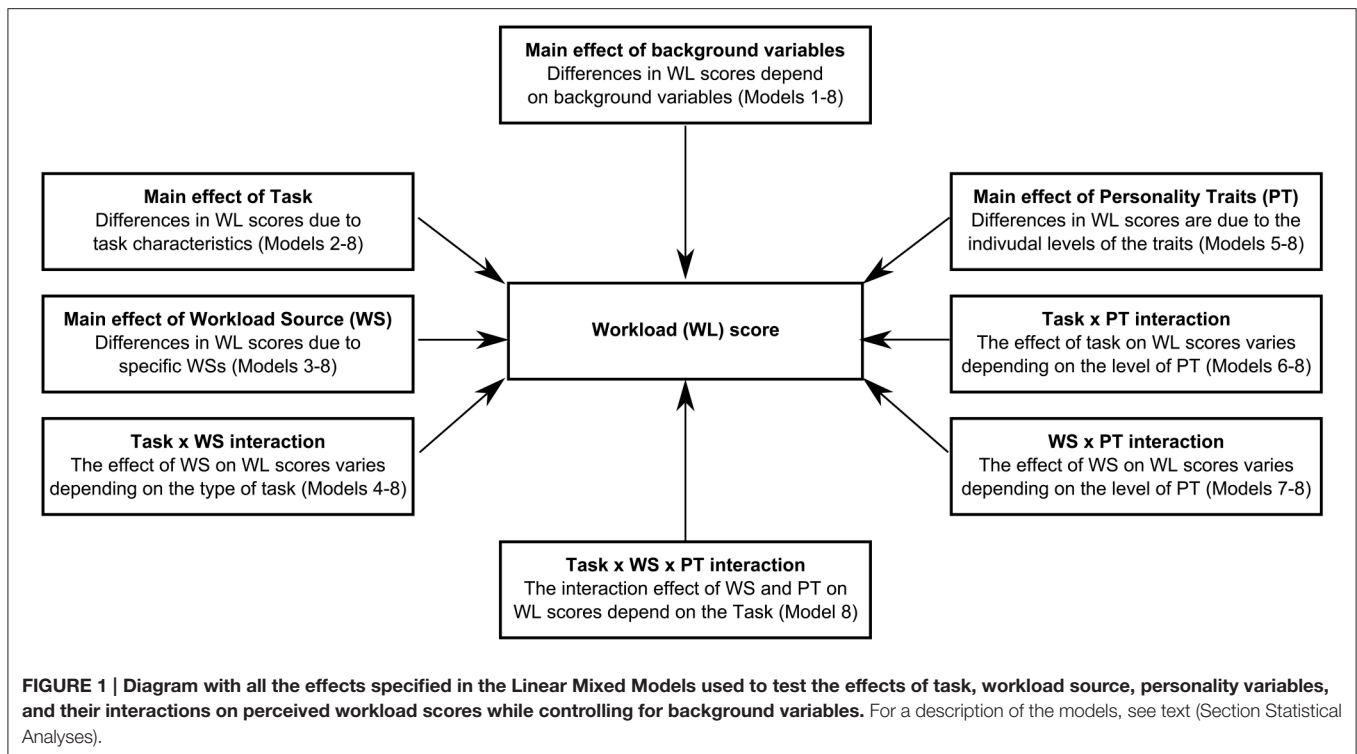 Main effect of background variables
Differences in WL scores depend
on background variables (Models 1-8)
Main effect of Task
Differences in WL scores due to
task characteristics (Models 2-8)
Main effect of Workload Source (WS)
Differences in WL scores due to
specific WSs (Models 3-8)
Task x WS interaction
The effect of WS on WL scores varies
depending on the type of task (Models 4-8)
Workload (WL) score
Main effect of Personality Traits (PT)
Differences in WL scores are due to the
indivudal levels of the traits (Models 5-8)
Task x PT interaction
The effect of task on WL scores varies
depending on the level of PT (Models 6-8)
WS x PT interaction
The effect of WS on WL scores varies
depending on the level of PT (Models 7-8)
Task x WS x PT interaction
The interaction effect of WS and PT on
WL scores depend on the Task (Model 8)
FIGURE 1 | Diagram with all the effects specified in the Linear Mixed Models used to test the effects of task, workload source, personality variables,
and their interactions on perceived workload scores while controlling for background variables. For a description of the models, see text (Section Statistical
Analyses).